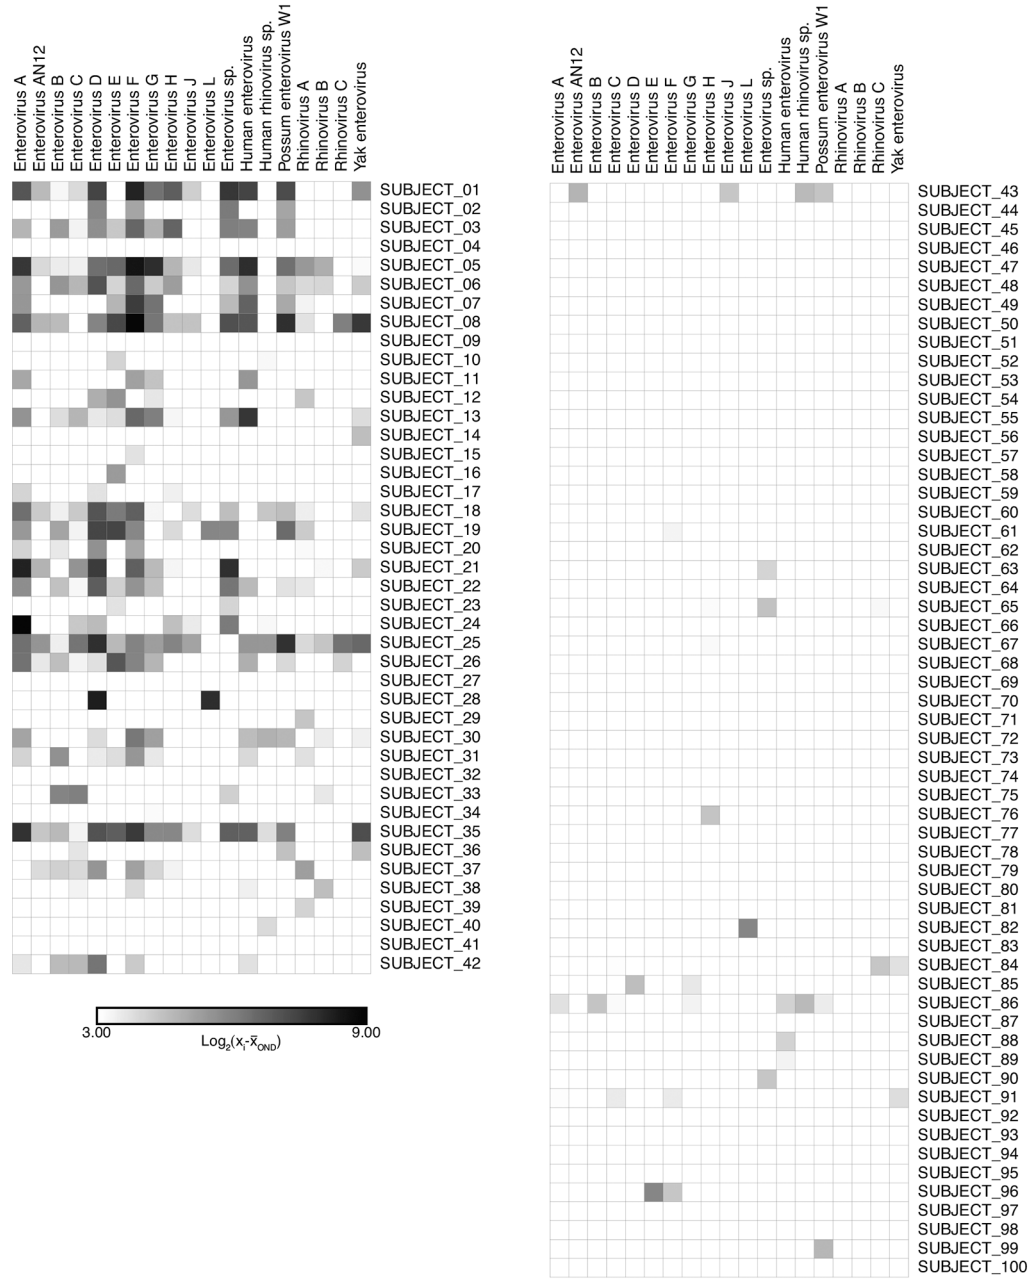 Enterovirus A
Enterovirus AN12
Enterovirus B
Enterovirus C
Enterovirus D
Enterovirus E
Enterovirus F
Enterovirus G
Enterovirus H
Enterovirus J
Enterovirus L
Enterovirus sp.
Human enterovirus
Human rhinovirus sp.
Possum enterovirus W1
Rhinovirus A
Rhinovirus B
Rhinovirus C
Yak enterovirus
SUBJECT_01
SUBJECT_02
SUBJECT_03
SUBJECT_04
SUBJECT_05
SUBJECT_06
SUBJECT_07
SUBJECT_08
SUBJECT_09
SUBJECT_10
SUBJECT_11
SUBJECT_12
SUBJECT_13
SUBJECT_14
SUBJECT_15
SUBJECT_16
SUBJECT_17
SUBJECT_18
SUBJECT_19
SUBJECT_20
SUBJECT_21
SUBJECT_22
SUBJECT_23
SUBJECT_24
SUBJECT_25
SUBJECT_26
SUBJECT_27
SUBJECT_28
SUBJECT_29
SUBJECT_30
SUBJECT_31
SUBJECT_32
SUBJECT_33
SUBJECT_34
SUBJECT_35
SUBJECT_36
SUBJECT_37
SUBJECT_38
SUBJECT_39
SUBJECT_40
SUBJECT_41
SUBJECT_42
3.00 9.00
Log₂(xᵢ-x̄OND)
Enterovirus A
Enterovirus AN12
Enterovirus B
Enterovirus C
Enterovirus D
Enterovirus E
Enterovirus F
Enterovirus G
Enterovirus H
Enterovirus J
Enterovirus L
Enterovirus sp.
Human enterovirus
Human rhinovirus sp.
Possum enterovirus W1
Rhinovirus A
Rhinovirus B
Rhinovirus C
Yak enterovirus
SUBJECT_43
SUBJECT_44
SUBJECT_45
SUBJECT_46
SUBJECT_47
SUBJECT_48
SUBJECT_49
SUBJECT_50
SUBJECT_51
SUBJECT_52
SUBJECT_53
SUBJECT_54
SUBJECT_55
SUBJECT_56
SUBJECT_57
SUBJECT_58
SUBJECT_59
SUBJECT_60
SUBJECT_61
SUBJECT_62
SUBJECT_63
SUBJECT_64
SUBJECT_65
SUBJECT_66
SUBJECT_67
SUBJECT_68
SUBJECT_69
SUBJECT_70
SUBJECT_71
SUBJECT_72
SUBJECT_73
SUBJECT_74
SUBJECT_75
SUBJECT_76
SUBJECT_77
SUBJECT_78
SUBJECT_79
SUBJECT_80
SUBJECT_81
SUBJECT_82
SUBJECT_83
SUBJECT_84
SUBJECT_85
SUBJECT_86
SUBJECT_87
SUBJECT_88
SUBJECT_89
SUBJECT_90
SUBJECT_91
SUBJECT_92
SUBJECT_93
SUBJECT_94
SUBJECT_95
SUBJECT_96
SUBJECT_97
SUBJECT_98
SUBJECT_99
SUBJECT_100